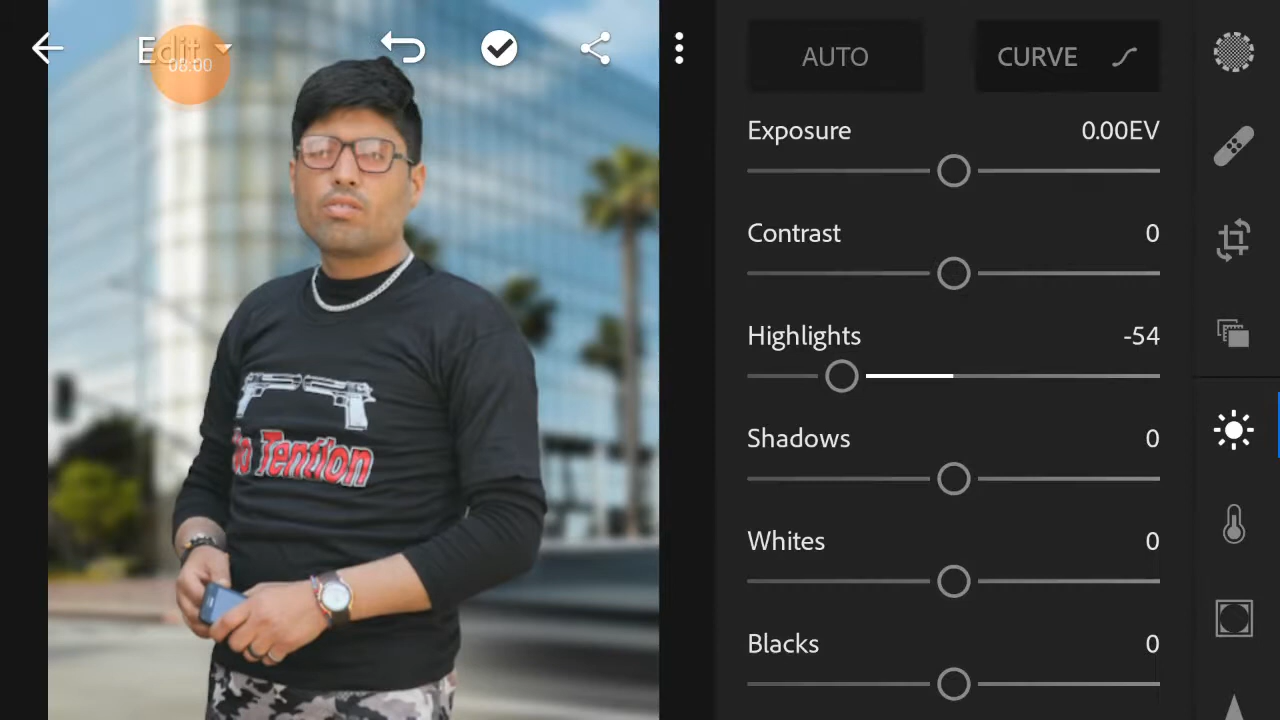 Edit
08:00
AUTO
CURVE
Exposure 0.00EV
Contrast 0
Highlights -54
Shadows 0
Whites 0
Blacks 0
No Tention